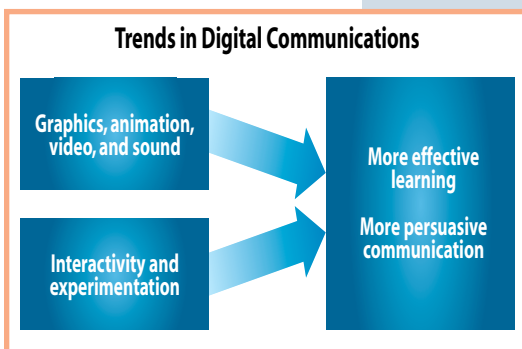 Trends in Digital Communications
Graphics, animation,
video, and sound
Interactivity and
experimentation
More effective
learning
More persuasive
communication